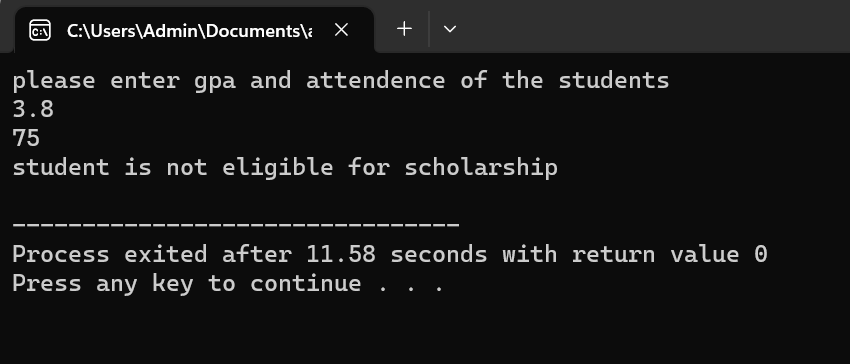 C:\Users\Admin\Documents\a
please enter gpa and attendence of the students
3.8
75
student is not eligible for scholarship
--------------------------------
Process exited after 11.58 seconds with return value 0
Press any key to continue . . .